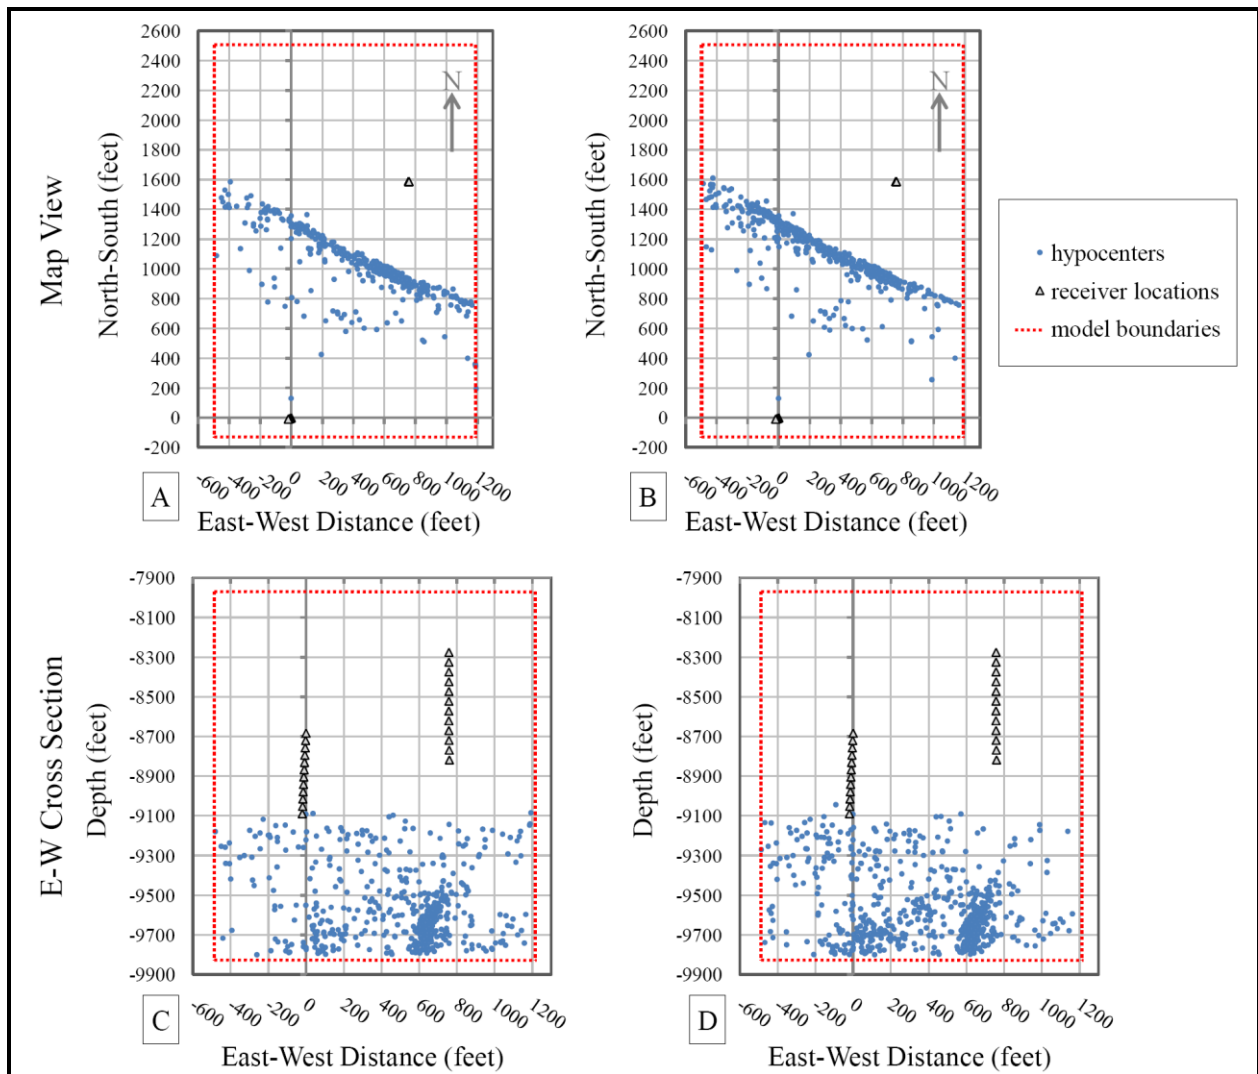 Map View
North-South (feet)
2600
2400
2200
2000
1800
1600
1400
1200
1000
800
600
400
200
0
-200
N
-600 -400 -200 0 200 400 600 800 1000 1200
A
East-West Distance (feet)
North-South (feet)
2600
2400
2200
2000
1800
1600
1400
1200
1000
800
600
400
200
0
-200
N
-600 -400 -200 0 200 400 600 800 1000 1200
B
East-West Distance (feet)
hypocenters
receiver locations
model boundaries
E-W Cross Section
Depth (feet)
-7900
-8100
-8300
-8500
-8700
-8900
-9100
-9300
-9500
-9700
-9900
-600 -400 -200 0 200 400 600 800 1000 1200
C
East-West Distance (feet)
Depth (feet)
-7900
-8100
-8300
-8500
-8700
-8900
-9100
-9300
-9500
-9700
-9900
-600 -400 -200 0 200 400 600 800 1000 1200
D
East-West Distance (feet)